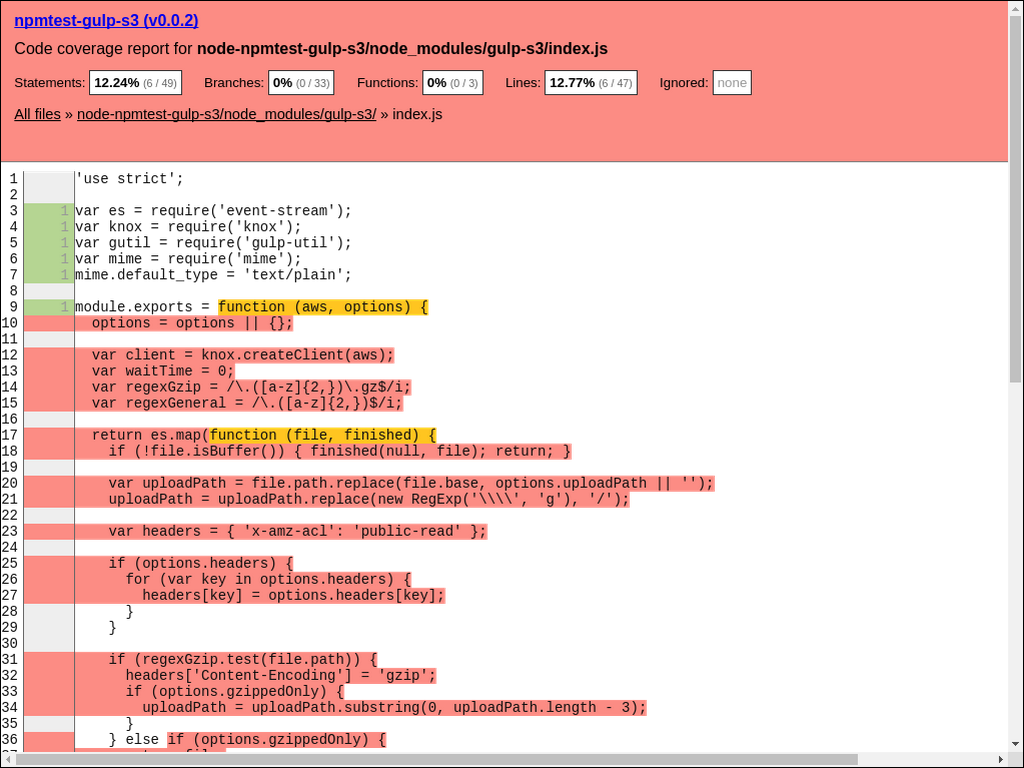 npmtest-gulp-s3 (v0.0.2)
Code coverage report for node-npmtest-gulp-s3/node_modules/gulp-s3/index.js
Statements: 12.24% (6 / 49) Branches: 0% (0 / 33) Functions: 0% (0 / 3) Lines: 12.77% (6 / 47) Ignored: none
All files » node-npmtest-gulp-s3/node_modules/gulp-s3/ » index.js
1 'use strict';
2
3 1 var es = require('event-stream');
4 1 var knox = require('knox');
5 1 var gutil = require('gulp-util');
6 1 var mime = require('mime');
7 1 mime.default_type = 'text/plain';
8
9 1 module.exports = function (aws, options) {
10 options = options || {};
11
12 var client = knox.createClient(aws);
13 var waitTime = 0;
14 var regexGzip = /\.([a-z]{2,})\.gz$/i;
15 var regexGeneral = /\.([a-z]{2,})$/i;
16
17 return es.map(function (file, finished) {
18 if (!file.isBuffer()) { finished(null, file); return; }
19
20 var uploadPath = file.path.replace(file.base, options.uploadPath || '');
21 uploadPath = uploadPath.replace(new RegExp('\\\\', 'g'), '/');
22
23 var headers = { 'x-amz-acl': 'public-read' };
24
25 if (options.headers) {
26 for (var key in options.headers) {
27 headers[key] = options.headers[key];
28 }
29 }
30
31 if (regexGzip.test(file.path)) {
32 headers['Content-Encoding'] = 'gzip';
33 if (options.gzippedOnly) {
34 uploadPath = uploadPath.substring(0, uploadPath.length - 3);
35 }
36 } else if (options.gzippedOnly) {